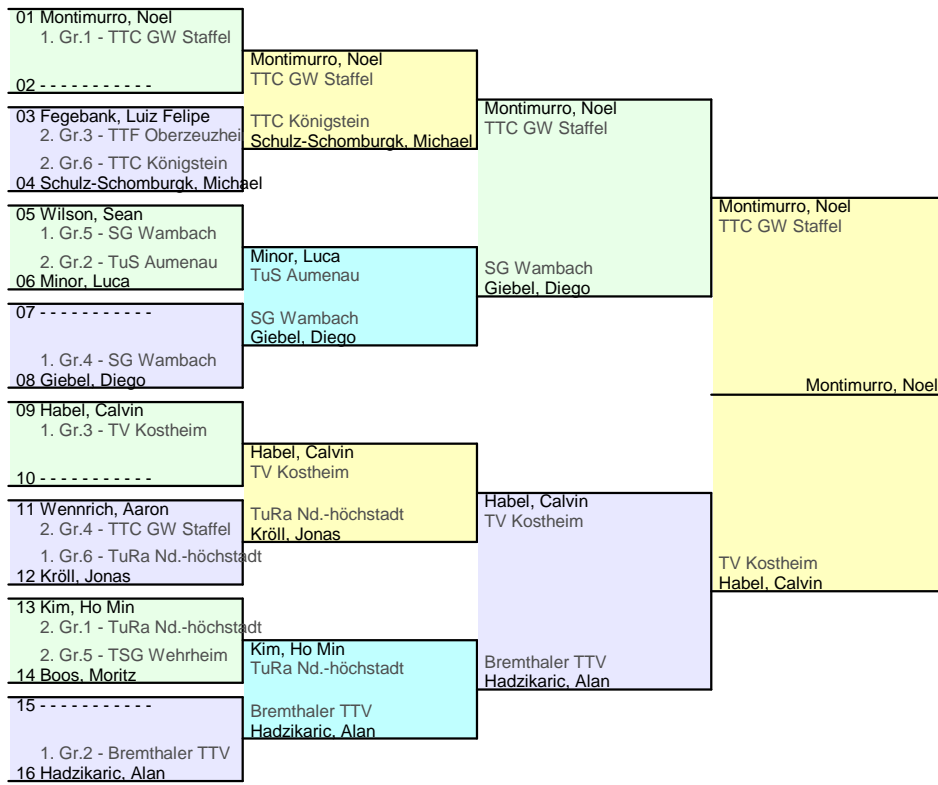 01 Montimurro, Noel
1. Gr.1 - TTC GW Staffel
02 - - - - - - - - - - -
03 Fegebank, Luiz Felipe
2. Gr.3 - TTF Oberzeuzhei
2. Gr.6 - TTC Königstein
04 Schulz-Schomburgk, Michael
05 Wilson, Sean
1. Gr.5 - SG Wambach
2. Gr.2 - TuS Aumenau
06 Minor, Luca
07 - - - - - - - - - - -
1. Gr.4 - SG Wambach
08 Giebel, Diego
09 Habel, Calvin
1. Gr.3 - TV Kostheim
10 - - - - - - - - - - -
11 Wennrich, Aaron
2. Gr.4 - TTC GW Staffel
1. Gr.6 - TuRa Nd.-höchstadt
12 Kröll, Jonas
13 Kim, Ho Min
2. Gr.1 - TuRa Nd.-höchstadt
2. Gr.5 - TSG Wehrheim
14 Boos, Moritz
15 - - - - - - - - - - -
1. Gr.2 - Bremthaler TTV
16 Hadzikaric, Alan
Montimurro, Noel
TTC GW Staffel
TTC Königstein
Schulz-Schomburgk, Michael
Minor, Luca
TuS Aumenau
SG Wambach
Giebel, Diego
Habel, Calvin
TV Kostheim
TuRa Nd.-höchstadt
Kröll, Jonas
Kim, Ho Min
TuRa Nd.-höchstadt
Bremthaler TTV
Hadzikaric, Alan
Montimurro, Noel
TTC GW Staffel
SG Wambach
Giebel, Diego
Habel, Calvin
TV Kostheim
Bremthaler TTV
Hadzikaric, Alan
Montimurro, Noel
TTC GW Staffel
TV Kostheim
Habel, Calvin
Montimurro, Noel